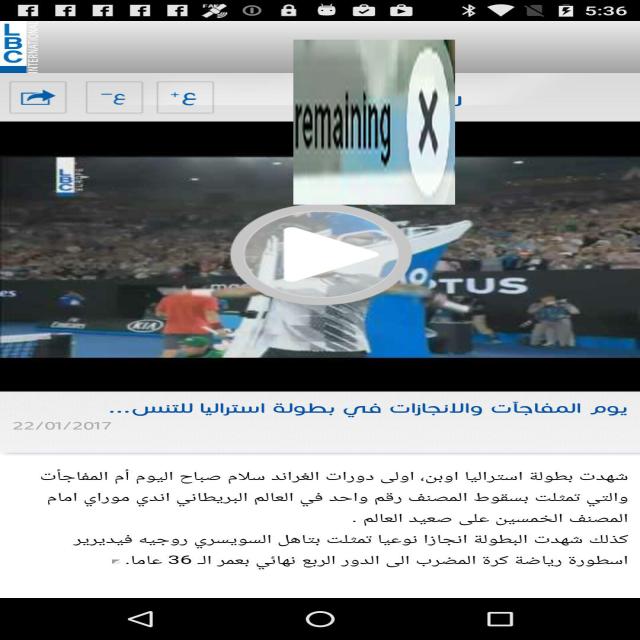 5:36
LBC
INTERNATIONAL
ع−
ع+
remaining
X
LBC
OTUS
KIA
يوم المفاجآت والانجازات في بطولة استراليا للتنس...
22/01/2017
شهدت بطولة استراليا اوبن، اولى دورات الغراند سلام صباح اليوم أم المفاجأت
والتي تمثلت بسقوط المصنف رقم واحد في العالم البريطاني اندي موراي امام
المصنف الخمسين على صعيد العالم .
كذلك شهدت البطولة انجازا نوعيا تمثلت بتاهل السويسري روجيه فيديرير
اسطورة رياضة كرة المضرب الى الدور الربع نهائي بعمر الـ 36 عاما.